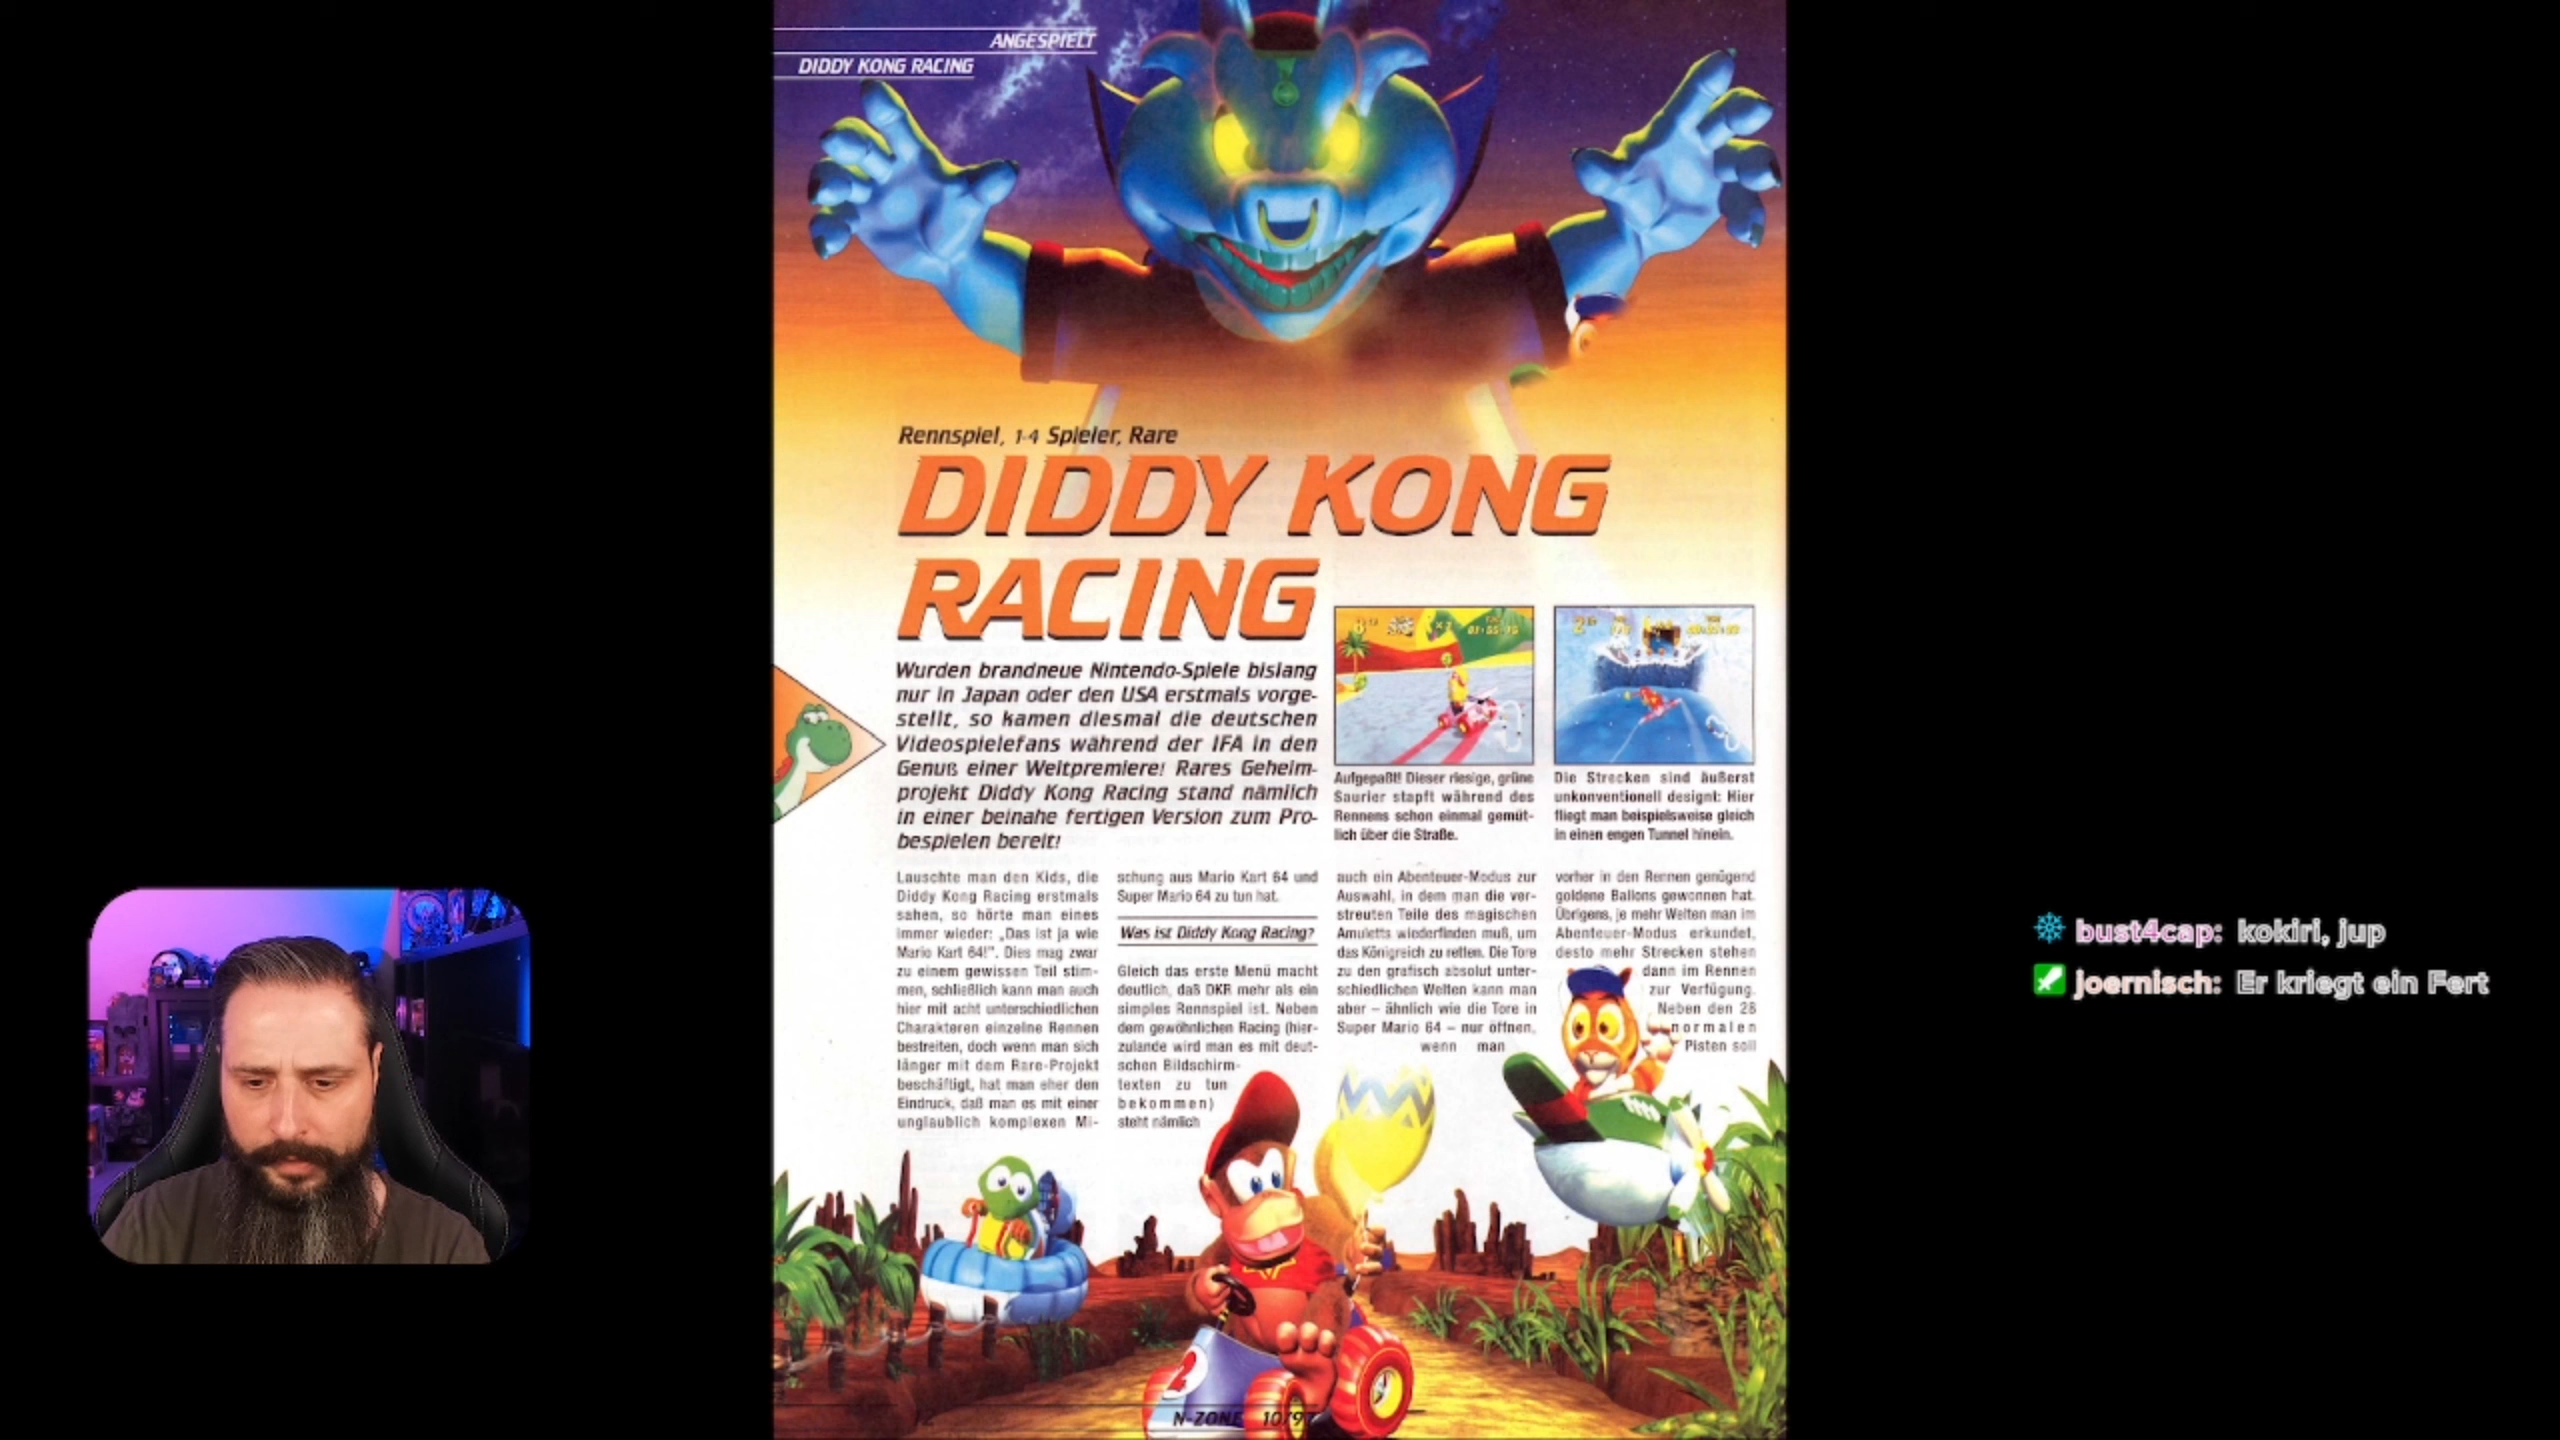 ANGESPIELT
DIDDY KONG RACING
Rennspiel, 1-4 Spieler, Rare
DIDDY KONG
RACING
Wurden brandneue Nintendo-Spiele bislang
nur in Japan oder den USA erstmals vorge-
stellt, so kamen diesmal die deutschen
Videospielefans während der IFA in den
Genuß einer Weltpremiere! Rares Geheim-
projekt Diddy Kong Racing stand nämlich
in einer beinahe fertigen Version zum Pro-
bespielen bereit!
Aufgepaßt! Dieser riesige, grüne
Saurier stapft während des
Rennens schon einmal gemüt-
lich über die Straße.
Die Strecken sind äußerst
unkonventionell designt: Hier
fliegt man beispielsweise gleich
in einen engen Tunnel hinein.
Lauschte man den Kids, die
Diddy Kong Racing erstmals
sahen, so hörte man eines
immer wieder: „Das ist ja wie
Mario Kart 64!". Dies mag zwar
zu einem gewissen Teil stim-
men, schließlich kann man auch
hier mit acht unterschiedlichen
Charakteren einzelne Rennen
bestreiten, doch wenn man sich
länger mit dem Rare-Projekt
beschäftigt, hat man eher den
Eindruck, daß man es mit einer
unglaublich komplexen Mi-
schung aus Mario Kart 64 und
Super Mario 64 zu tun hat.
Was ist Diddy Kong Racing?
Gleich das erste Menü macht
deutlich, daß DKR mehr als ein
simples Rennspiel ist. Neben
dem gewöhnlichen Racing (hier-
zulande wird man es mit deut-
schen Bildschirm-
texten zu tun
bekommen)
steht nämlich
auch ein Abenteuer-Modus zur
Auswahl, in dem man die ver-
streuten Teile des magischen
Amuletts wiederfinden muß, um
das Königreich zu retten. Die Tore
zu den grafisch absolut unter-
schiedlichen Welten kann man
aber – ähnlich wie die Tore in
Super Mario 64 – nur öffnen,
wenn man
vorher in den Rennen genügend
goldene Ballons gewonnen hat.
Übrigens, je mehr Welten man im
Abenteuer-Modus erkundet,
desto mehr Strecken stehen
dann im Rennen
zur Verfügung.
Neben den 28
normalen
Pisten soll
2
N-ZONE 10/97
bust4cap: kokiri, jup
joernisch: Er kriegt ein Fert